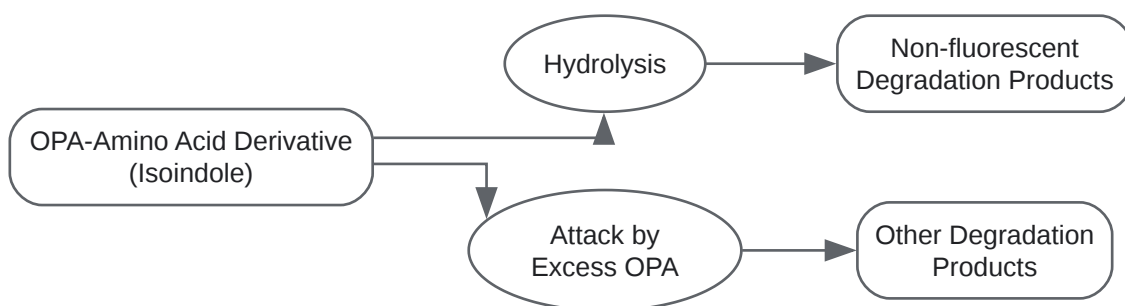 OPA-Amino Acid Derivative
(Isoindole)
Hydrolysis
Non-fluorescent
Degradation Products
Attack by
Excess OPA
Other Degradation
Products